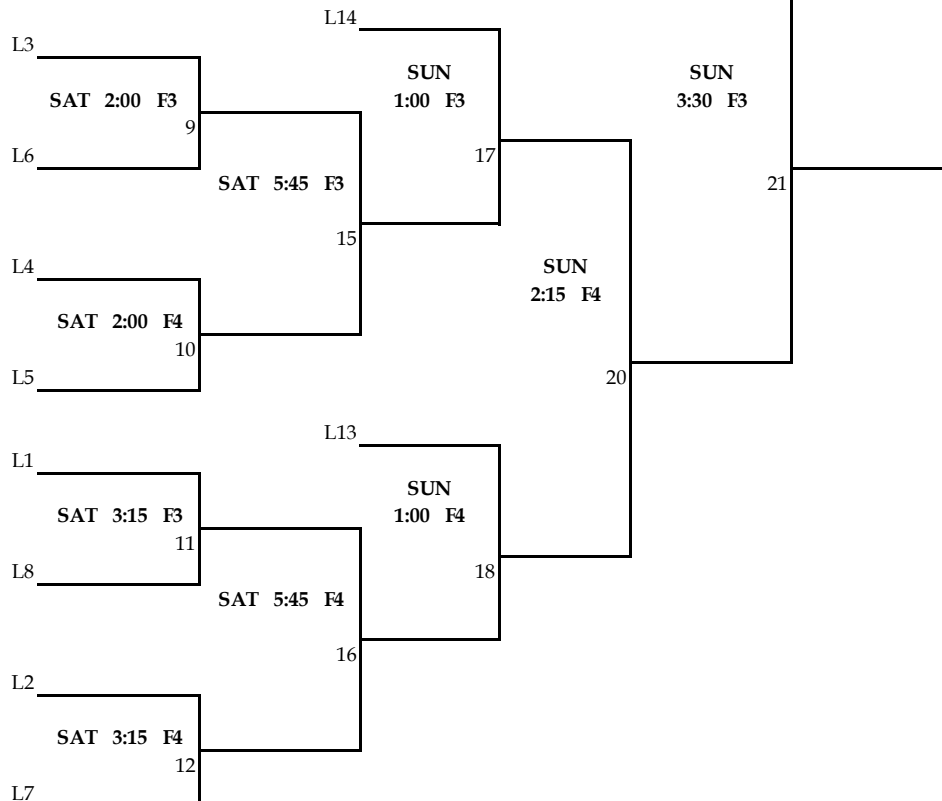 L14
L3
SUN
SUN
SAT 2:00 F3
1:00 F3
3:30 F3
9
L6
17
SAT 5:45 F3
21
15
L4
SUN
2:15 F4
SAT 2:00 F4
10
L5
20
L13
L1
SUN
SAT 3:15 F3
1:00 F4
11
L8
18
SAT 5:45 F4
16
L2
SAT 3:15 F4
12
L7